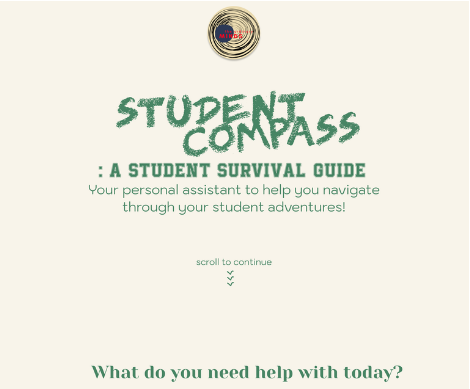 STUDENT
COMPASS
: A STUDENT SURVIVAL GUIDE
Your personal assistant to help you navigate
through your student adventures!
scroll to continue
What do you need help with today?